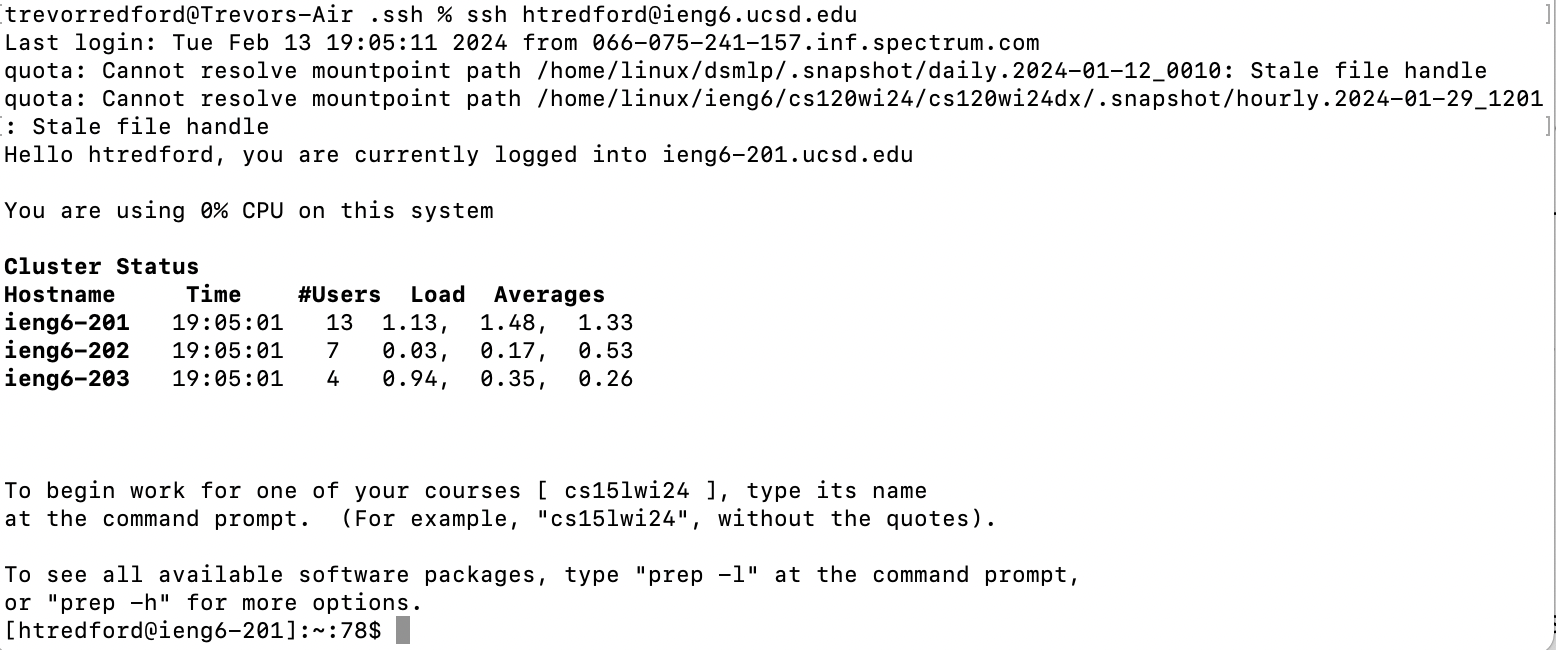 [trevorredford@Trevors-Air .ssh % ssh htredford@ieng6.ucsd.edu ]
Last login: Tue Feb 13 19:05:11 2024 from 066-075-241-157.inf.spectrum.com
quota: Cannot resolve mountpoint path /home/linux/dsmlp/.snapshot/daily.2024-01-12_0010: Stale file handle
quota: Cannot resolve mountpoint path /home/linux/ieng6/cs120wi24/cs120wi24dx/.snapshot/hourly.2024-01-29_1201
[: Stale file handle ]
Hello htredford, you are currently logged into ieng6-201.ucsd.edu
You are using 0% CPU on this system
Cluster Status
Hostname Time #Users Load Averages
ieng6-201 19:05:01 13 1.13, 1.48, 1.33
ieng6-202 19:05:01 7 0.03, 0.17, 0.53
ieng6-203 19:05:01 4 0.94, 0.35, 0.26
To begin work for one of your courses [ cs15lwi24 ], type its name
at the command prompt. (For example, "cs15lwi24", without the quotes).
To see all available software packages, type "prep -l" at the command prompt,
or "prep -h" for more options.
[htredford@ieng6-201]:~:78$